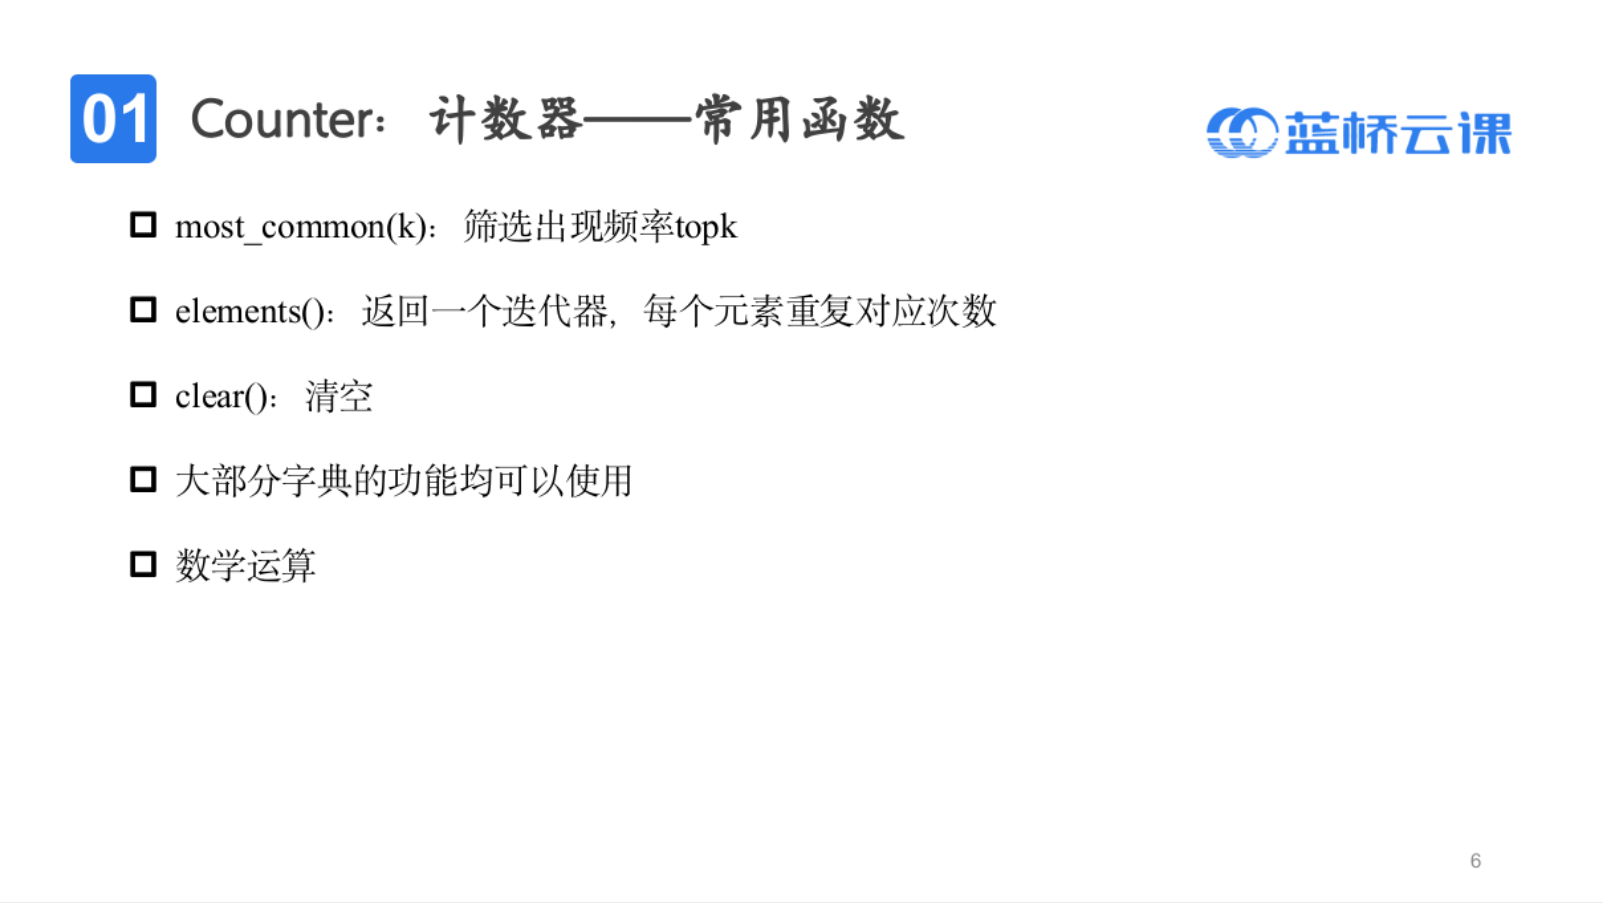 01 Counter：计数器——常用函数
蓝桥云课
most_common(k)：筛选出现频率topk
elements()：返回一个迭代器，每个元素重复对应次数
clear()：清空
大部分字典的功能均可以使用
数学运算
6